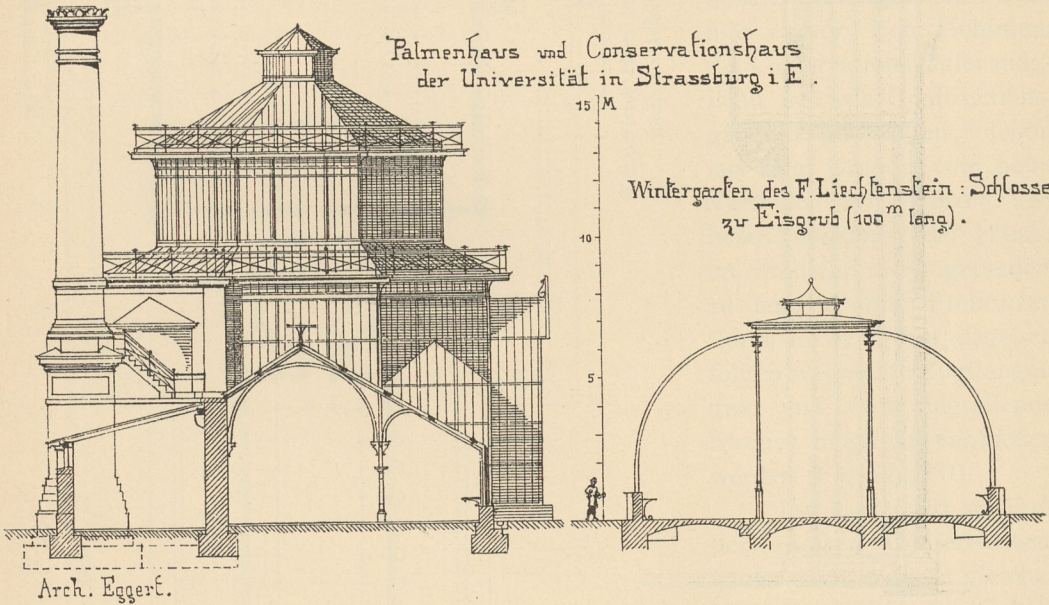 Palmenhaus und Conservationshaus
der Universität in Strassburg i E.
15 M
Wintergarten des F. Liechtenstein: Schlosse
zu Eisgrub (100 m lang).
10
5
Arch. Eggert.